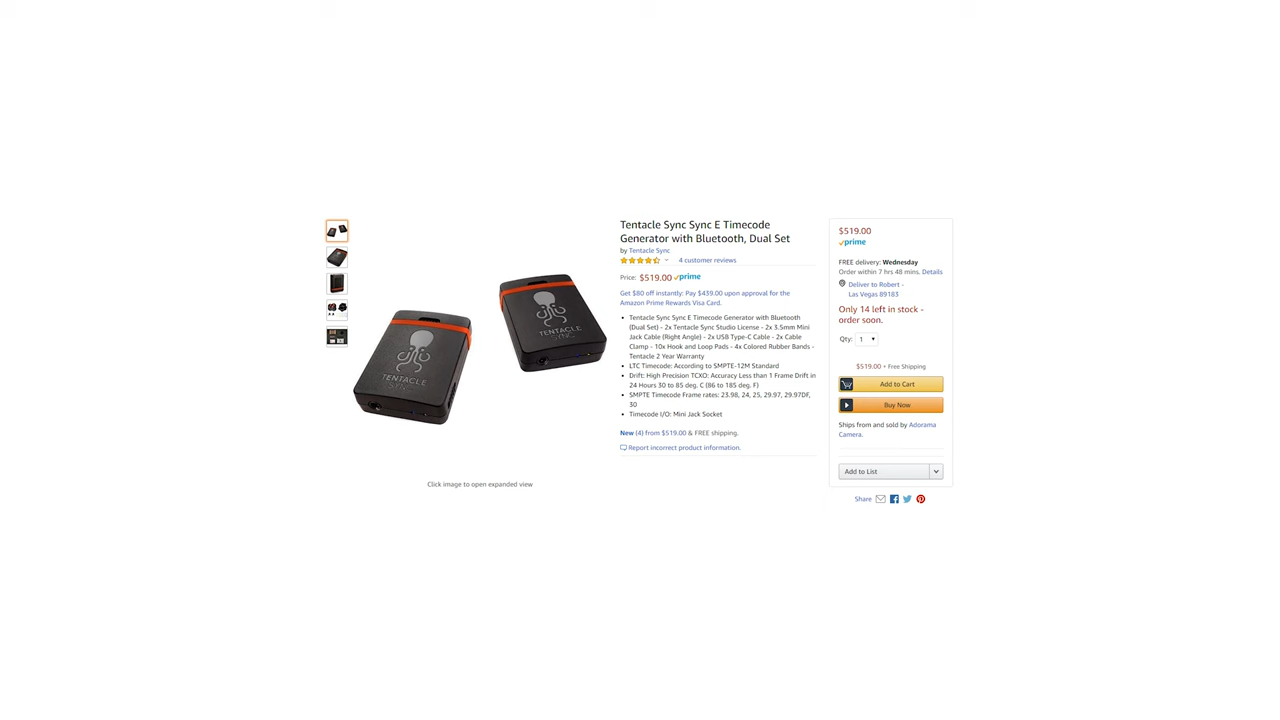 Tentacle Sync Sync E Timecode
Generator with Bluetooth, Dual Set
by Tentacle Sync
4 customer reviews
Price: $519.00 prime
Get $80 off instantly: Pay $439.00 upon approval for the
Amazon Prime Rewards Visa Card.
Tentacle Sync Sync E Timecode Generator with Bluetooth
(Dual Set) - 2x Tentacle Sync Studio License - 2x 3.5mm Mini
Jack Cable (Right Angle) - 2x USB Type-C Cable - 2x Cable
Clamp - 10x Hook and Loop Pads - 4x Colored Rubber Bands -
Tentacle 2 Year Warranty
LTC Timecode: According to SMPTE-12M Standard
Drift: High Precision TCXO: Accuracy Less than 1 Frame Drift in
24 Hours 30 to 85 deg. C (86 to 185 deg. F)
SMPTE Timecode Frame rates: 23.98, 24, 25, 29.97, 29.97DF,
30
Timecode I/O: Mini Jack Socket
New (4) from $519.00 & FREE shipping.
Report incorrect product information.
TENTACLE
SYNC
TENTACLE
SYNC
Click image to open expanded view
$519.00
prime
FREE delivery: Wednesday
Order within 7 hrs 48 mins. Details
Deliver to Robert -
Las Vegas 89183
Only 14 left in stock -
order soon.
Qty: 1
$519.00 + Free Shipping
Add to Cart
Buy Now
Ships from and sold by Adorama
Camera.
Add to List
Share